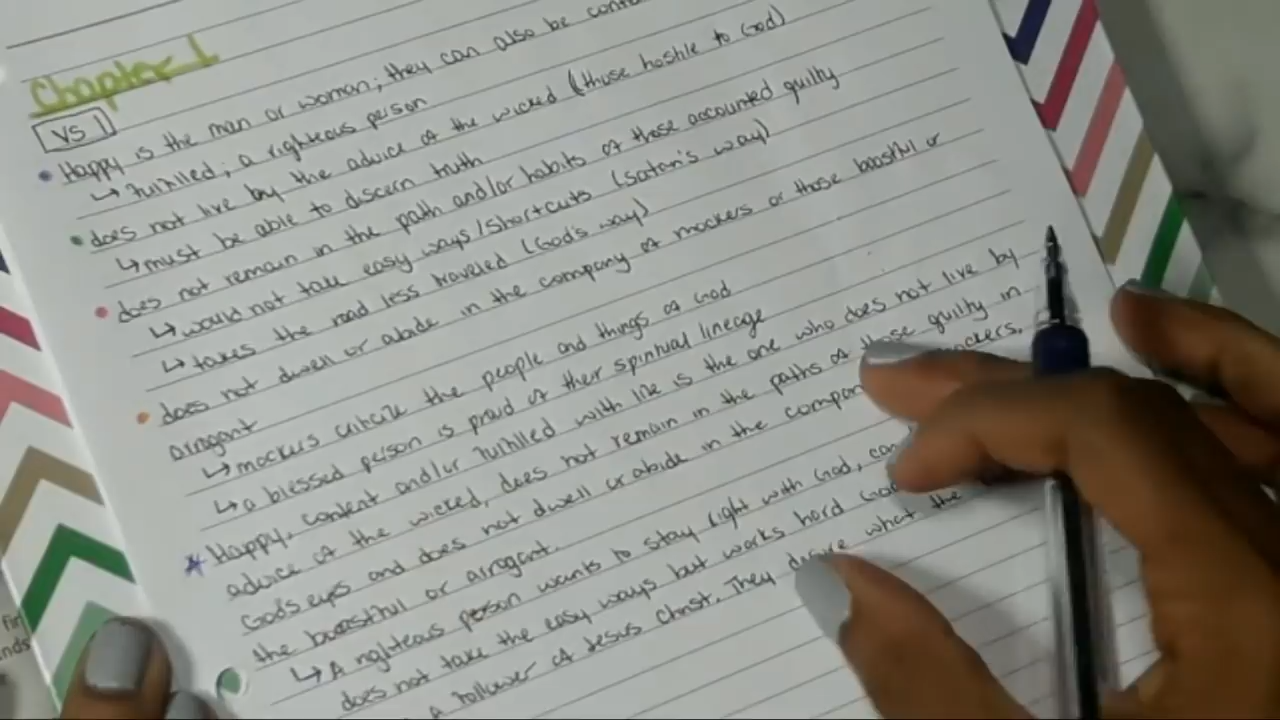 Chapter 1
VS 1
Happy is the man or woman; they can also be
↳ fulfilled; a righteous person
does not live by the advice of the wicked (those hostile to God)
↳ must be able to discern truth
does not remain in the path and/or habits of those accounted guilty
↳ would not take easy ways/shortcuts (Satan's way)
↳ takes the road less traveled (God's way)
does not dwell or abide in the company of mockers or those boastful or
arrogant
↳ mockers criticize the people and things of God
↳ a blessed person is proud of their spiritual lineage
Happy, content and/or fulfilled with life is the one who does not live by
advice of the wicked, does not remain in the paths of those guilty in
God's eyes and does not dwell or abide in the
the boastful or arrogant.
↳ A righteous person wants to stay right with God,
does not take the easy ways but works hard
a follower of Jesus Christ. They desire what the